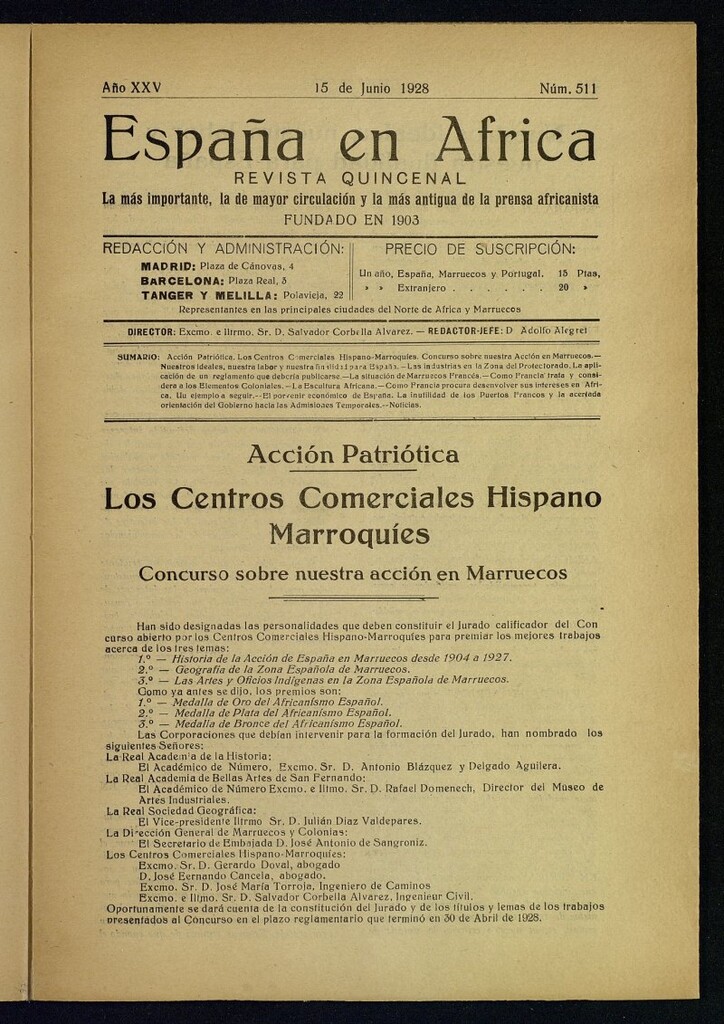 Año XXV 15 de Junio 1928 Núm. 511
España en Africa
REVISTA QUINCENAL
La más importante, la de mayor circulación y la más antigua de la prensa africanista
FUNDADO EN 1903
REDACCIÓN Y ADMINISTRACIÓN:
MADRID: Plaza de Cánovas, 4
BARCELONA: Plaza Real, 3
TANGER Y MELILLA: Polavieja, 22
PRECIO DE SUSCRIPCIÓN:
Un año, España, Marruecos y Portugal. 15 Ptas,
» » Extranjero . . . . . . 20 »
Representantes en las principales ciudades del Norte de Africa y Marruecos
DIRECTOR: Excmo. e Iltrmo. Sr. D. Salvador Corbella Alvarez. — REDACTOR-JEFE: D. Adolfo Alegret
SUMARIO: Acción Patriótica. Los Centros Comerciales Hispano-Marroquíes. Concurso sobre nuestra Acción en Marruecos.—
Nuestros ideales, nuestra labor y nuestra finalidad para España.—Las industrias en la Zona del Protectorado. La apli-
cación de un reglamento que debería publicarse.—La situación de Marruecos Francés.—Como Francia trata y consi-
dera a los Elementos Coloniales.—La Escultura Africana.—Como Francia procura desenvolver sus intereses en Afri-
ca. Un ejemplo a seguir.--El porvenir económico de España. La inutilidad de los Puertos Francos y la acertada
orientación del Gobierno hacia las Admisiones Temporales.--Noticias.
Acción Patriótica
Los Centros Comerciales Hispano
Marroquíes
Concurso sobre nuestra acción en Marruecos
Han sido designadas las personalidades que deben constituir el Jurado calificador del Con
curso abierto por los Centros Comerciales Hispano-Marroquíes para premiar los mejores trabajos
acerca de los tres temas:
1.º — Historia de la Acción de España en Marruecos desde 1904 a 1927.
2.º — Geografía de la Zona Española de Marruecos.
3.º — Las Artes y Oficios Indígenas en la Zona Española de Marruecos.
Como ya antes se dijo, los premios son:
1.º — Medalla de Oro del Africanismo Español.
2.º — Medalla de Plata del Africanismo Español.
3.º — Medalla de Bronce del Africanismo Español.
Las Corporaciones que debían intervenir para la formación del Jurado, han nombrado los
siguientes Señores:
La Real Academia de la Historia:
El Académico de Número, Excmo. Sr. D. Antonio Blázquez y Delgado Aguilera.
La Real Academia de Bellas Artes de San Fernando:
El Académico de Número Excmo. e Iltmo. Sr. D. Rafael Domenech, Director del Museo de
Artes Industriales.
La Real Sociedad Geográfica:
El Vice-presidente Iltrmo Sr. D. Julián Díaz Valdepares.
La Dirección General de Marruecos y Colonias:
El Secretario de Embajada D. José Antonio de Sangroniz.
Los Centros Comerciales Hispano-Marroquíes:
Excmo. Sr. D. Gerardo Doval, abogado
D. José Fernando Cancela, abogado.
Excmo. Sr. D. José María Torroja, Ingeniero de Caminos
Excmo. e Iltmo. Sr. D. Salvador Corbella Alvarez, Ingenieur Civil.
Oportunamente se dará cuenta de la constitución del Jurado y de los títulos y lemas de los trabajos
presentados al Concurso en el plazo reglamentario que terminó en 30 de Abril de 1928.